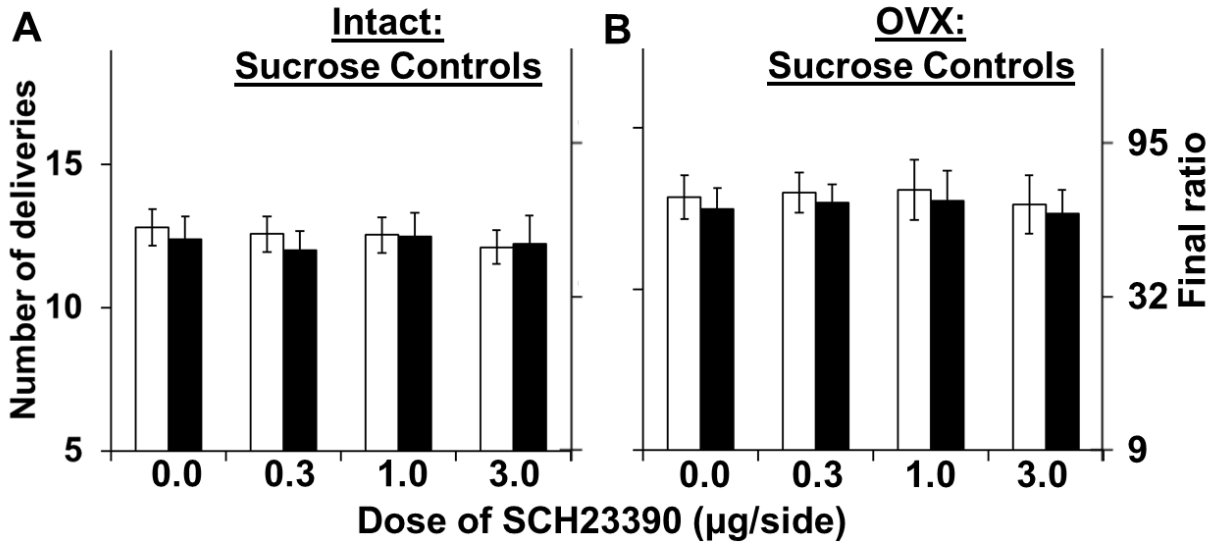 A
Intact:
Sucrose Controls
B
OVX:
Sucrose Controls
Number of deliveries
15
10
5
0.0 0.3 1.0 3.0
0.0 0.3 1.0 3.0
95
32
9
Final ratio
Dose of SCH23390 (µg/side)